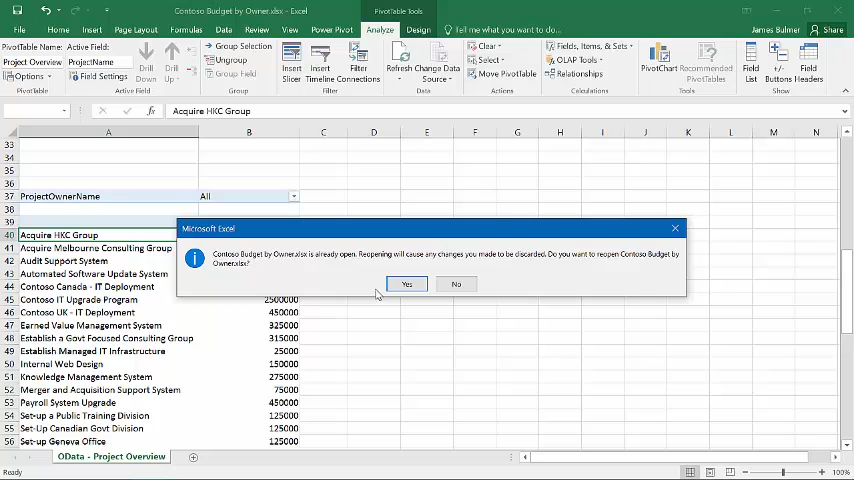 Contoso Budget by Owner.xlsx - Excel
PivotTable Tools
File Home Insert Page Layout Formulas Data Review View Power Pivot Analyze Design Tell me what you want to do... James Bulmer Share
PivotTable Name:
Project Overview
Options
Active Field:
ProjectName
Field Settings
Drill Down
Drill Up
Group Selection
Ungroup
Group Field
Insert Slicer
Insert Timeline
Filter Connections
Refresh
Change Data Source
Clear
Select
Move PivotTable
Fields, Items, & Sets
OLAP Tools
Relationships
PivotChart
Recommended PivotTables
Field List
+/- Buttons
Field Headers
PivotTable
Active Field
Group
Filter
Data
Actions
Calculations
Tools
Show
fx Acquire HKC Group
A B C D E F G H I J K L M N
33
34
35
36
37 ProjectOwnerName All
38
39
40 Acquire HKC Group
41 Acquire Melbourne Consulting Group
42 Audit Support System
43 Automated Software Update System
44 Contoso Canada - IT Deployment
45 Contoso IT Upgrade Program 2500000
46 Contoso UK - IT Deployment 450000
47 Earned Value Management System 325000
48 Establish a Govt Focused Consulting Group 315000
49 Establish Managed IT Infrastructure 25000
50 Internal Web Design 150000
51 Knowledge Management System 275000
52 Merger and Acquisition Support System 75000
53 Payroll System Upgrade 450000
54 Set-up a Public Training Division 125000
55 Set-Up Canadian Govt Division 125000
56 Set-up Geneva Office 125000
Microsoft Excel
Contoso Budget by Owner.xlsx is already open. Reopening will cause any changes you made to be discarded. Do you want to reopen Contoso Budget by
Owner.xlsx?
Yes No
OData - Project Overview
Ready
100%